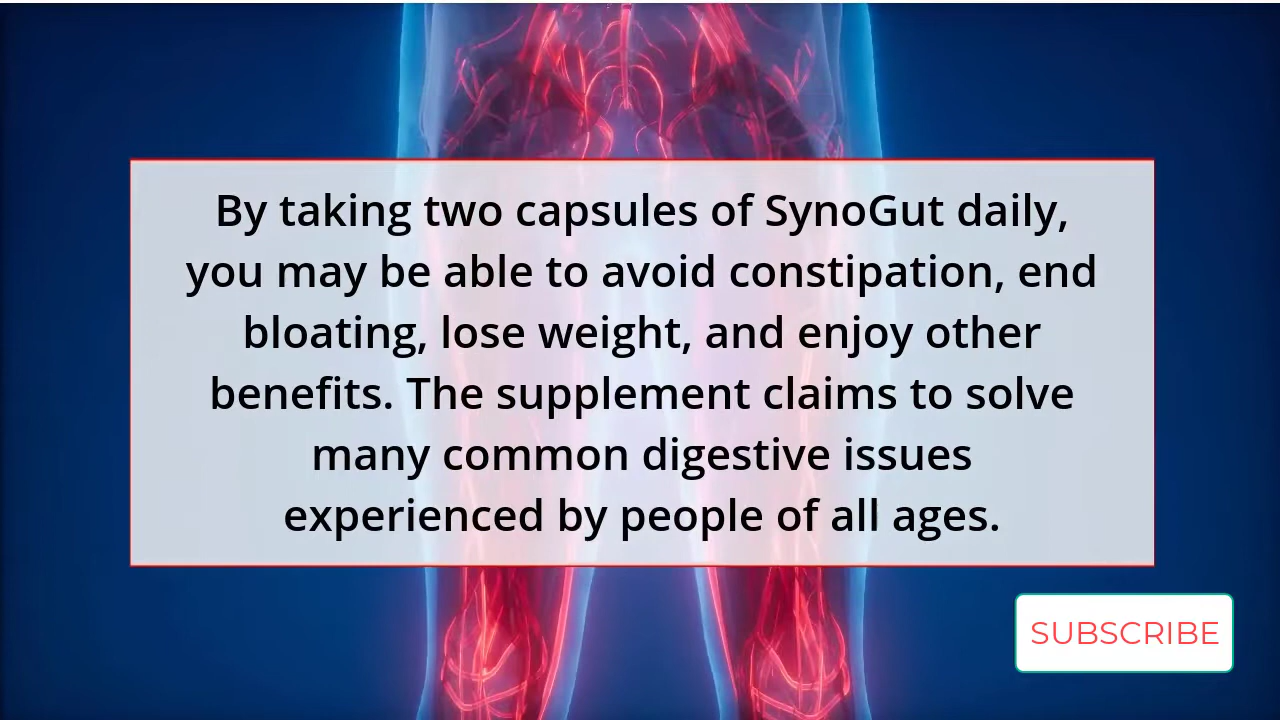 By taking two capsules of SynoGut daily,
you may be able to avoid constipation, end
bloating, lose weight, and enjoy other
benefits. The supplement claims to solve
many common digestive issues
experienced by people of all ages.
SUBSCRIBE